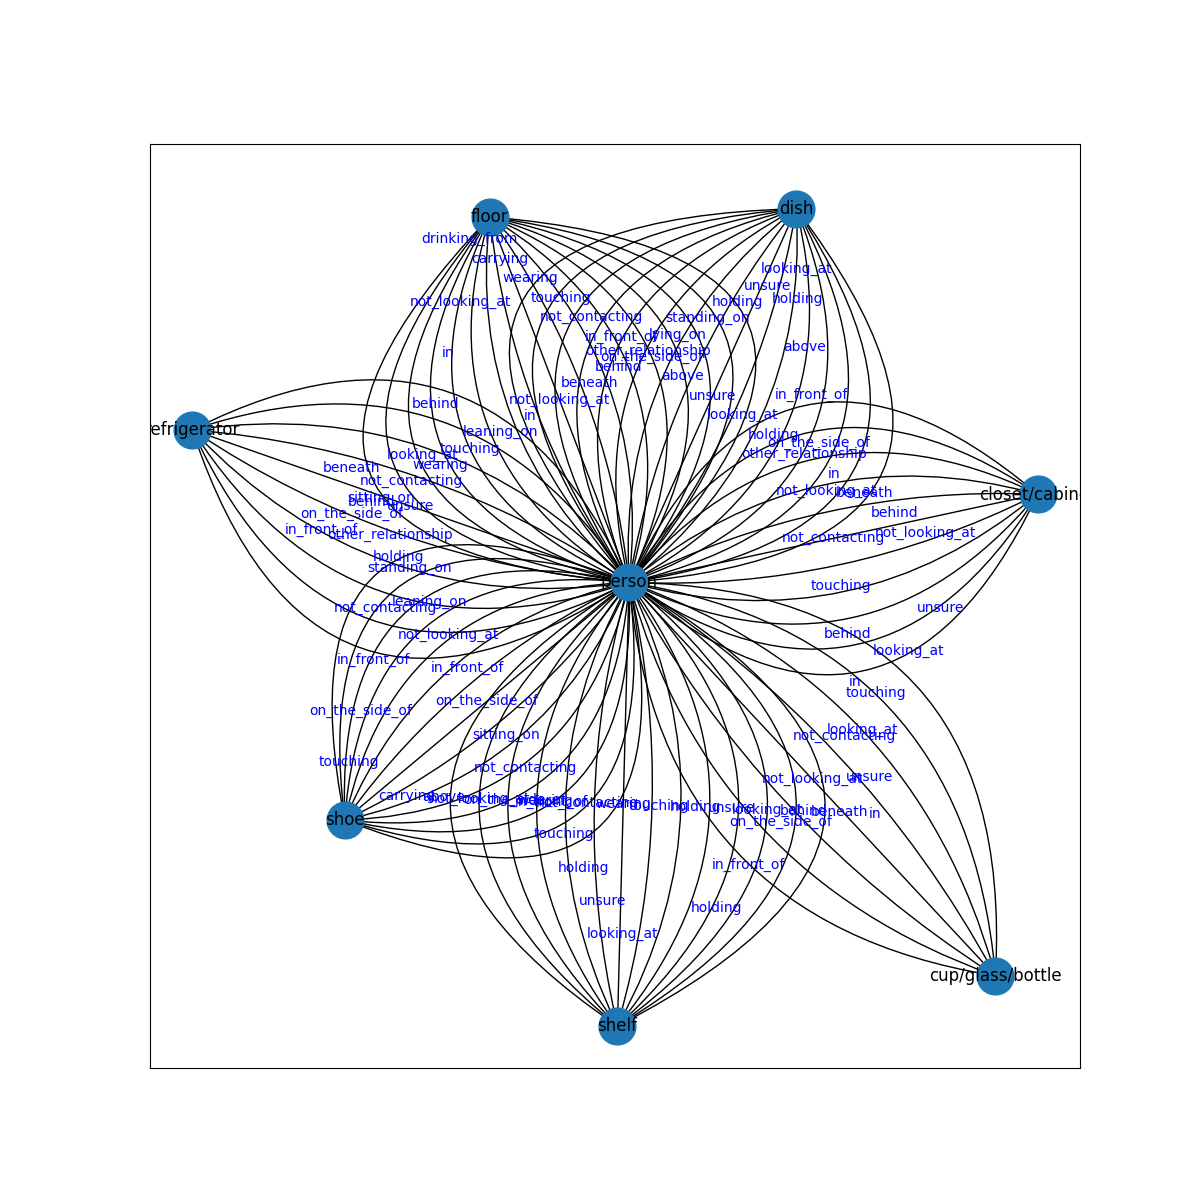 dish
floor
drinking_from
carrying
looking_at
wearing
unsure
touching
holding
holding
not_looking_at
not_contacting
standing_on
in_front_of
lying_on
above
other_relationship
on_the_side_of
in
behind
above
beneath
in_front_of
unsure
not_looking_at
behind
looking_at
in
efrigerator
leaning_on
holding
on_the_side_of
touching
other_relationship
looking_at
wearing
beneath
in
not_contacting
not_looking_at
beneath
closet/cabin
sitting_on
behind
unsure
on_the_side_of
behind
in_front_of
other_relationship
not_contacting
not_looking_at
holding
standing_on
person
touching
leaning_on
not_contacting
unsure
not_looking_at
behind
in_front_of
in_front_of
looking_at
in
on_the_side_of
touching
on_the_side_of
looking_at
sitting_on
not_contacting
touching
not_contacting
not_looking_at
unsure
carrying
above
wearing
touching
holding
unsure
looking_at
behind
beneath
in
shoe
on_the_side_of
touching
holding
in_front_of
unsure
holding
looking_at
cup/glass/bottle
shelf